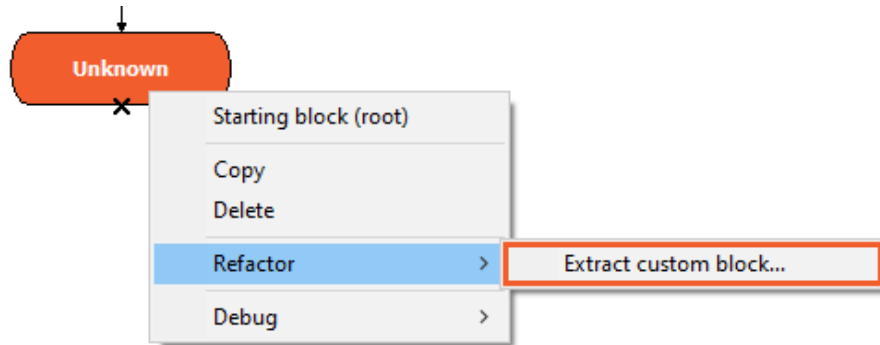 Unknown
Starting block (root)
Copy
Delete
Refactor
Extract custom block...
Debug